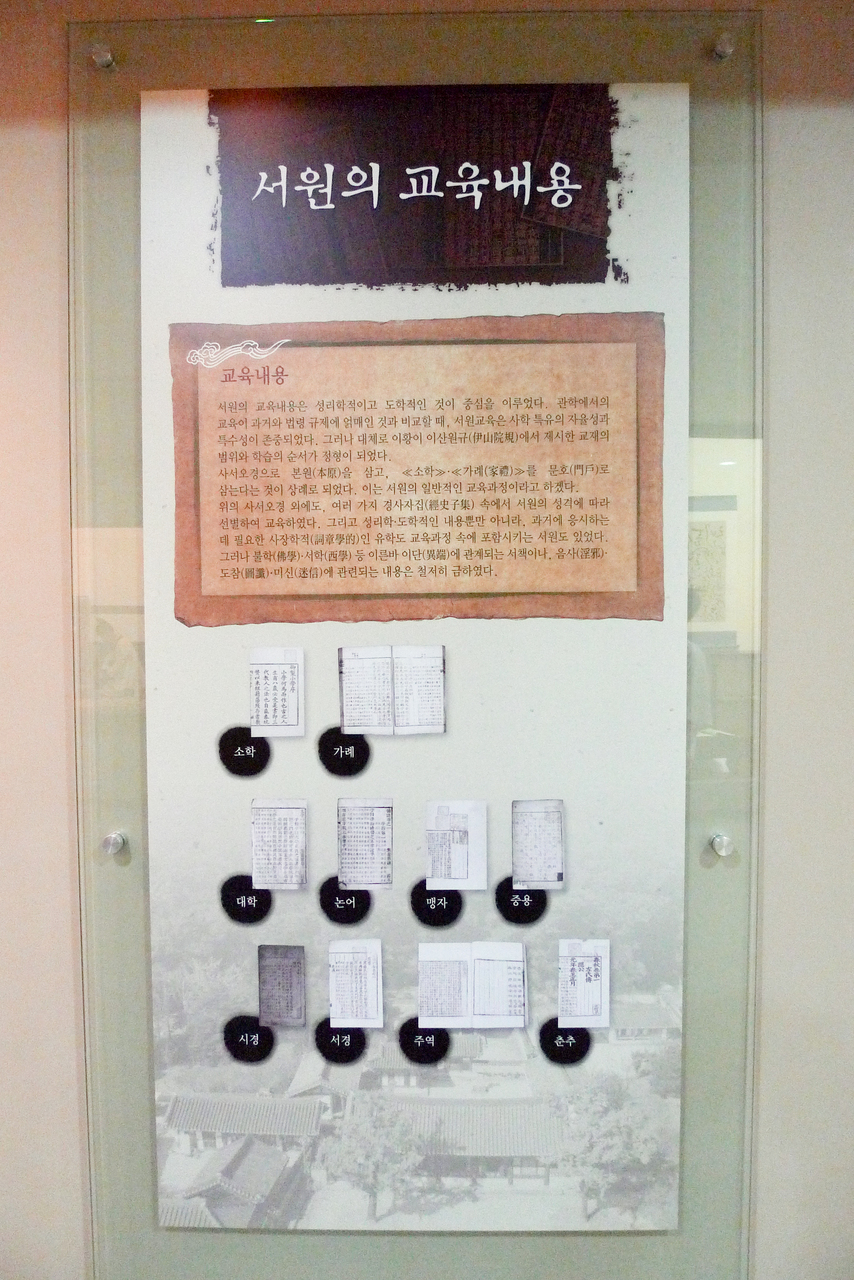 서원의 교육내용
교육내용
서원의 교육내용은 성리학적이고 도학적인 것이 중심을 이루었다. 관학에서의
교육이 과거와 법령 규제에 얽매인 것과 비교할 때, 서원교육은 사학 특유의 자율성과
특수성이 존중되었다. 그러나 대체로 이황이 이산원규(伊山院規)에서 제시한 교재의
범위와 학습의 순서가 정형이 되었다.
사서오경으로 본원(本原)을 삼고, ≪소학≫·≪가례(家禮)≫를 문호(門戶)로
삼는다는 것이 상례로 되었다. 이는 서원의 일반적인 교육과정이라고 하겠다.
위의 사서오경 외에도, 여러 가지 경사자집(經史子集) 속에서 서원의 성격에 따라
선별하여 교육하였다. 그리고 성리학·도학적인 내용뿐만 아니라, 과거에 응시하는
데 필요한 사장학적(詞章學的)인 유학도 교육과정 속에 포함시키는 서원도 있었다.
그러나 불학(佛學)·서학(西學) 등 이른바 이단(異端)에 관계되는 서책이나, 음사(淫邪)·
도참(圖讖)·미신(迷信)에 관련되는 내용은 철저히 금하였다.
소학 가례
대학 논어 맹자 중용
시경 서경 주역 춘추